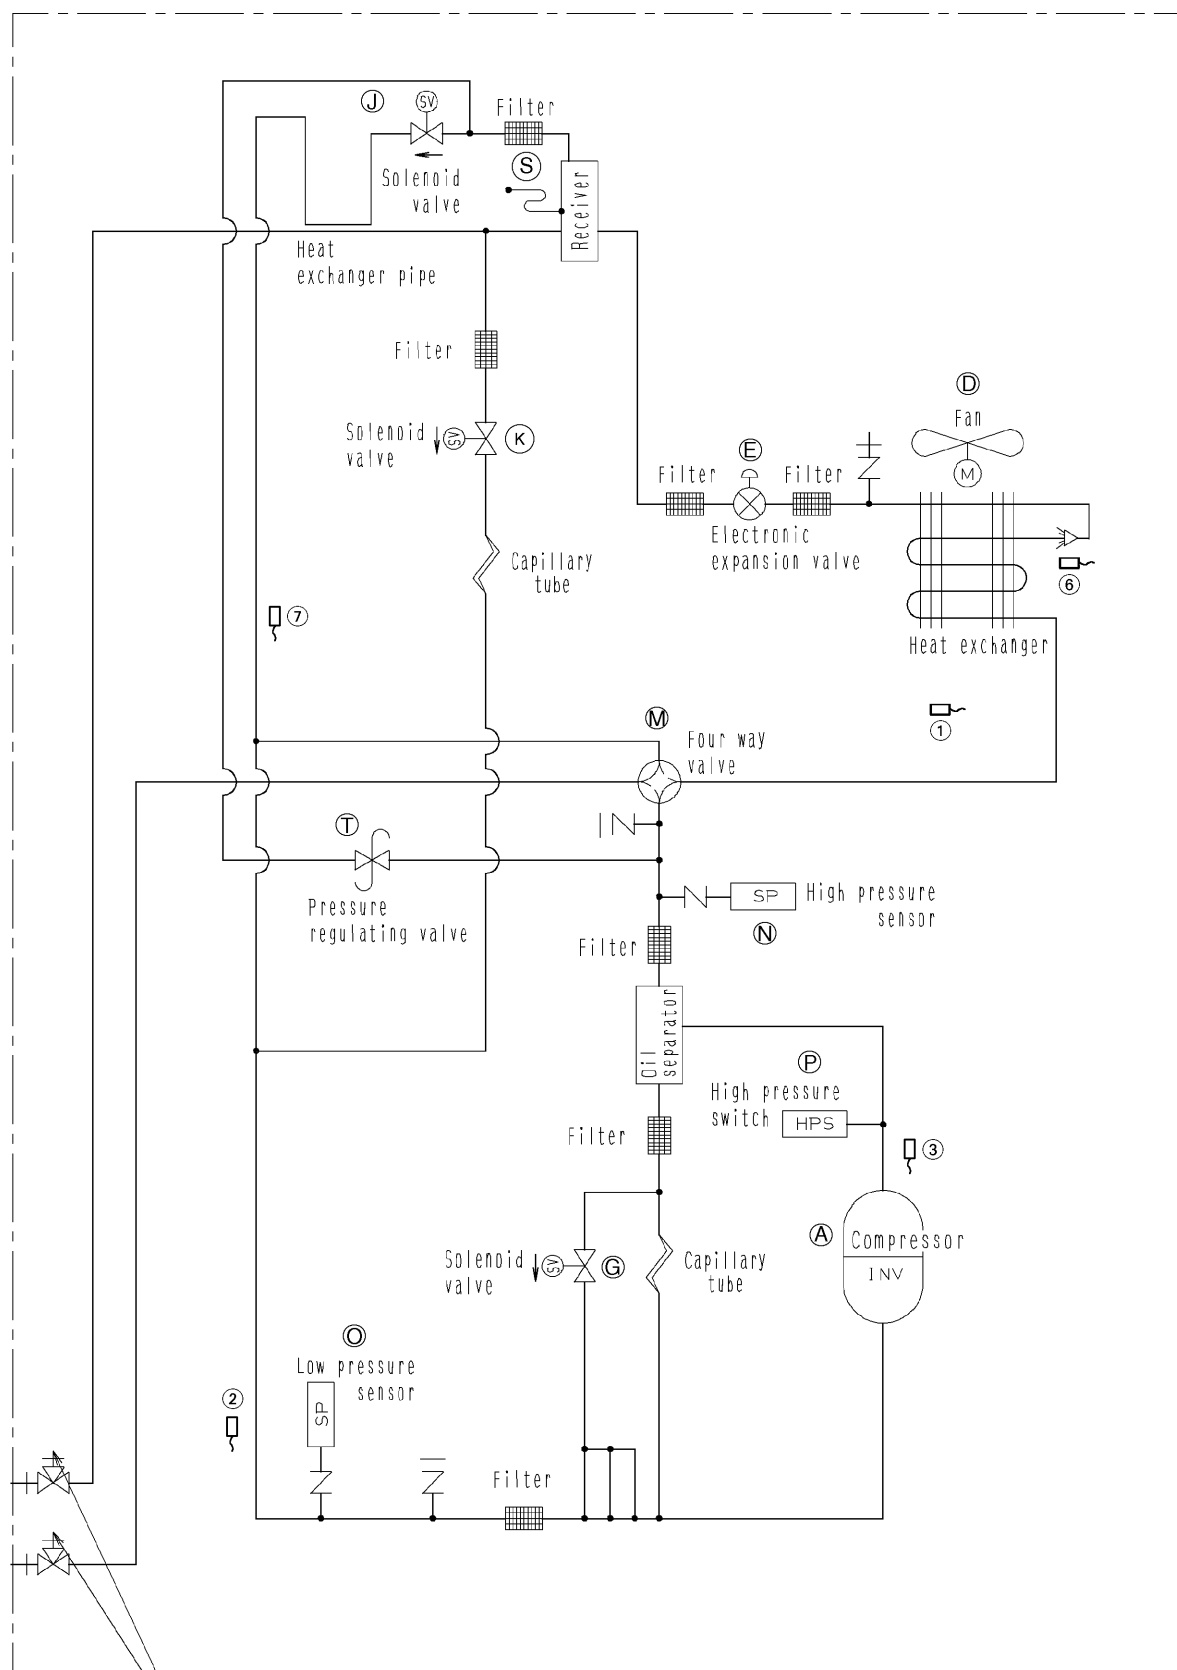 J
SV
Filter
Solenoid
valve
S
Receiver
Heat
exchanger pipe
Filter
Solenoid
valve
SV
K
D
Fan
M
E
Filter
Filter
Electronic
expansion valve
Capillary
tube
6
7
Heat exchanger
1
M
Four way
valve
T
Pressure
regulating valve
SP
High pressure
sensor
N
Filter
Oil
separator
P
High pressure
switch
HPS
Filter
3
A
Compressor
INV
Solenoid
valve
SV
G
Capillary
tube
O
Low pressure
sensor
SP
2
Filter